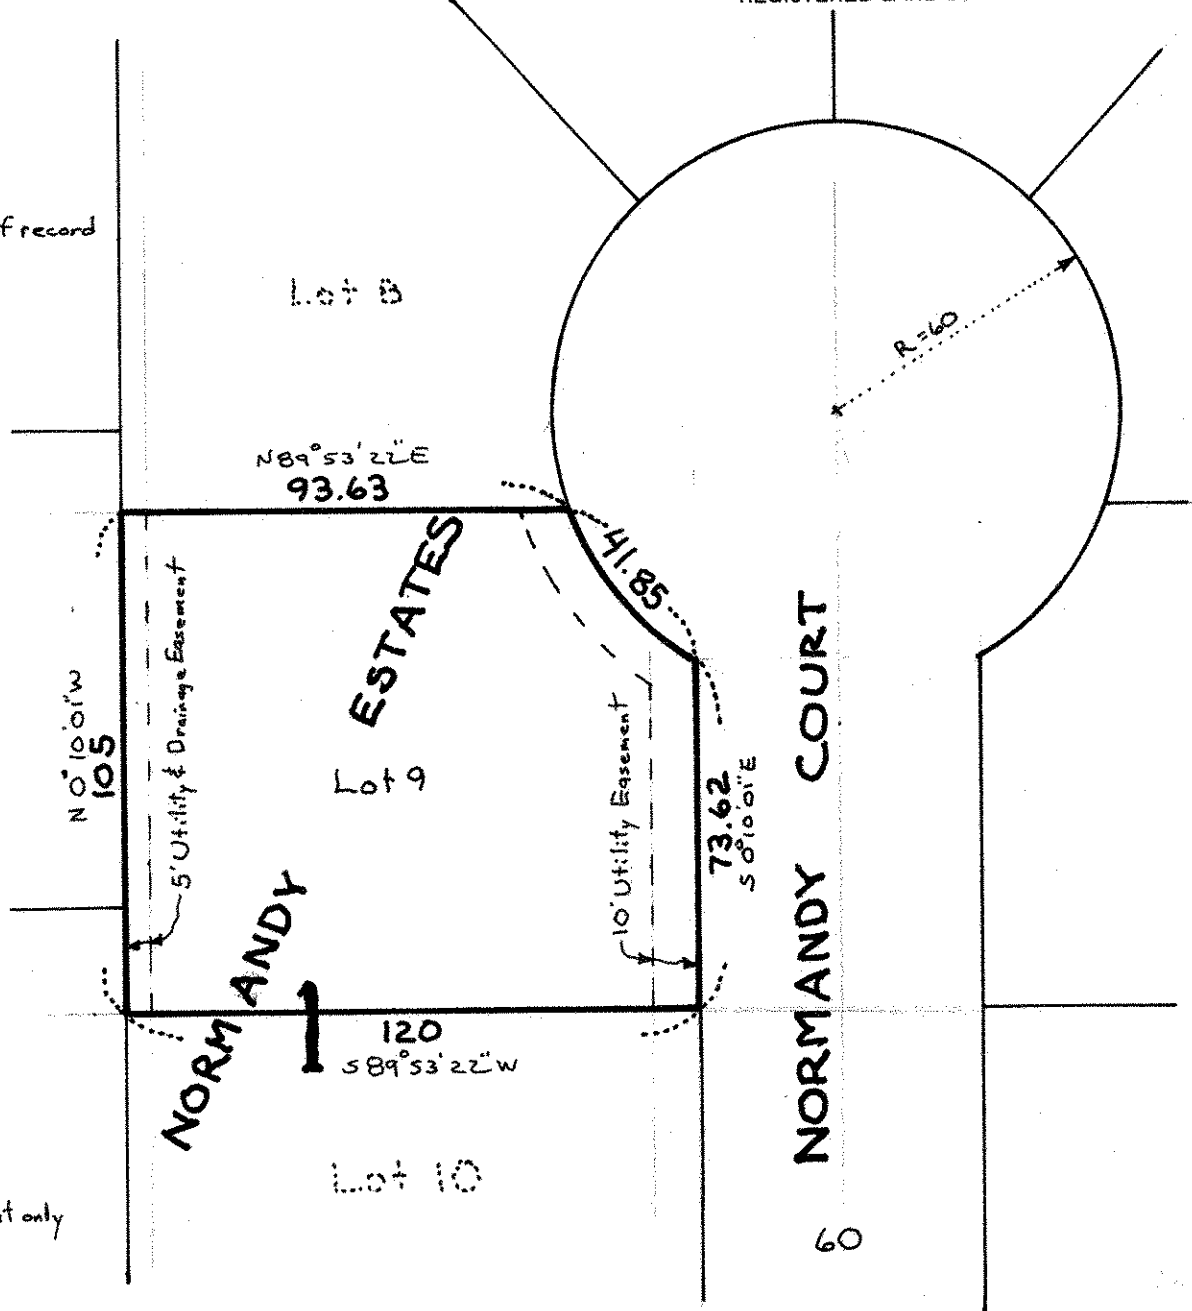 f record
Lot 8
R=60
N89°53'22"E
93.63
41.85
ESTATES
5' Utility & Drainage Easement
N 0°10'01"W
105
Lot 9
10' Utility Easement
73.62
S 0°10'01"E
NORMANDY COURT
NORMANDY
1
120
S89°53'22"W
Lot 10
t only
60